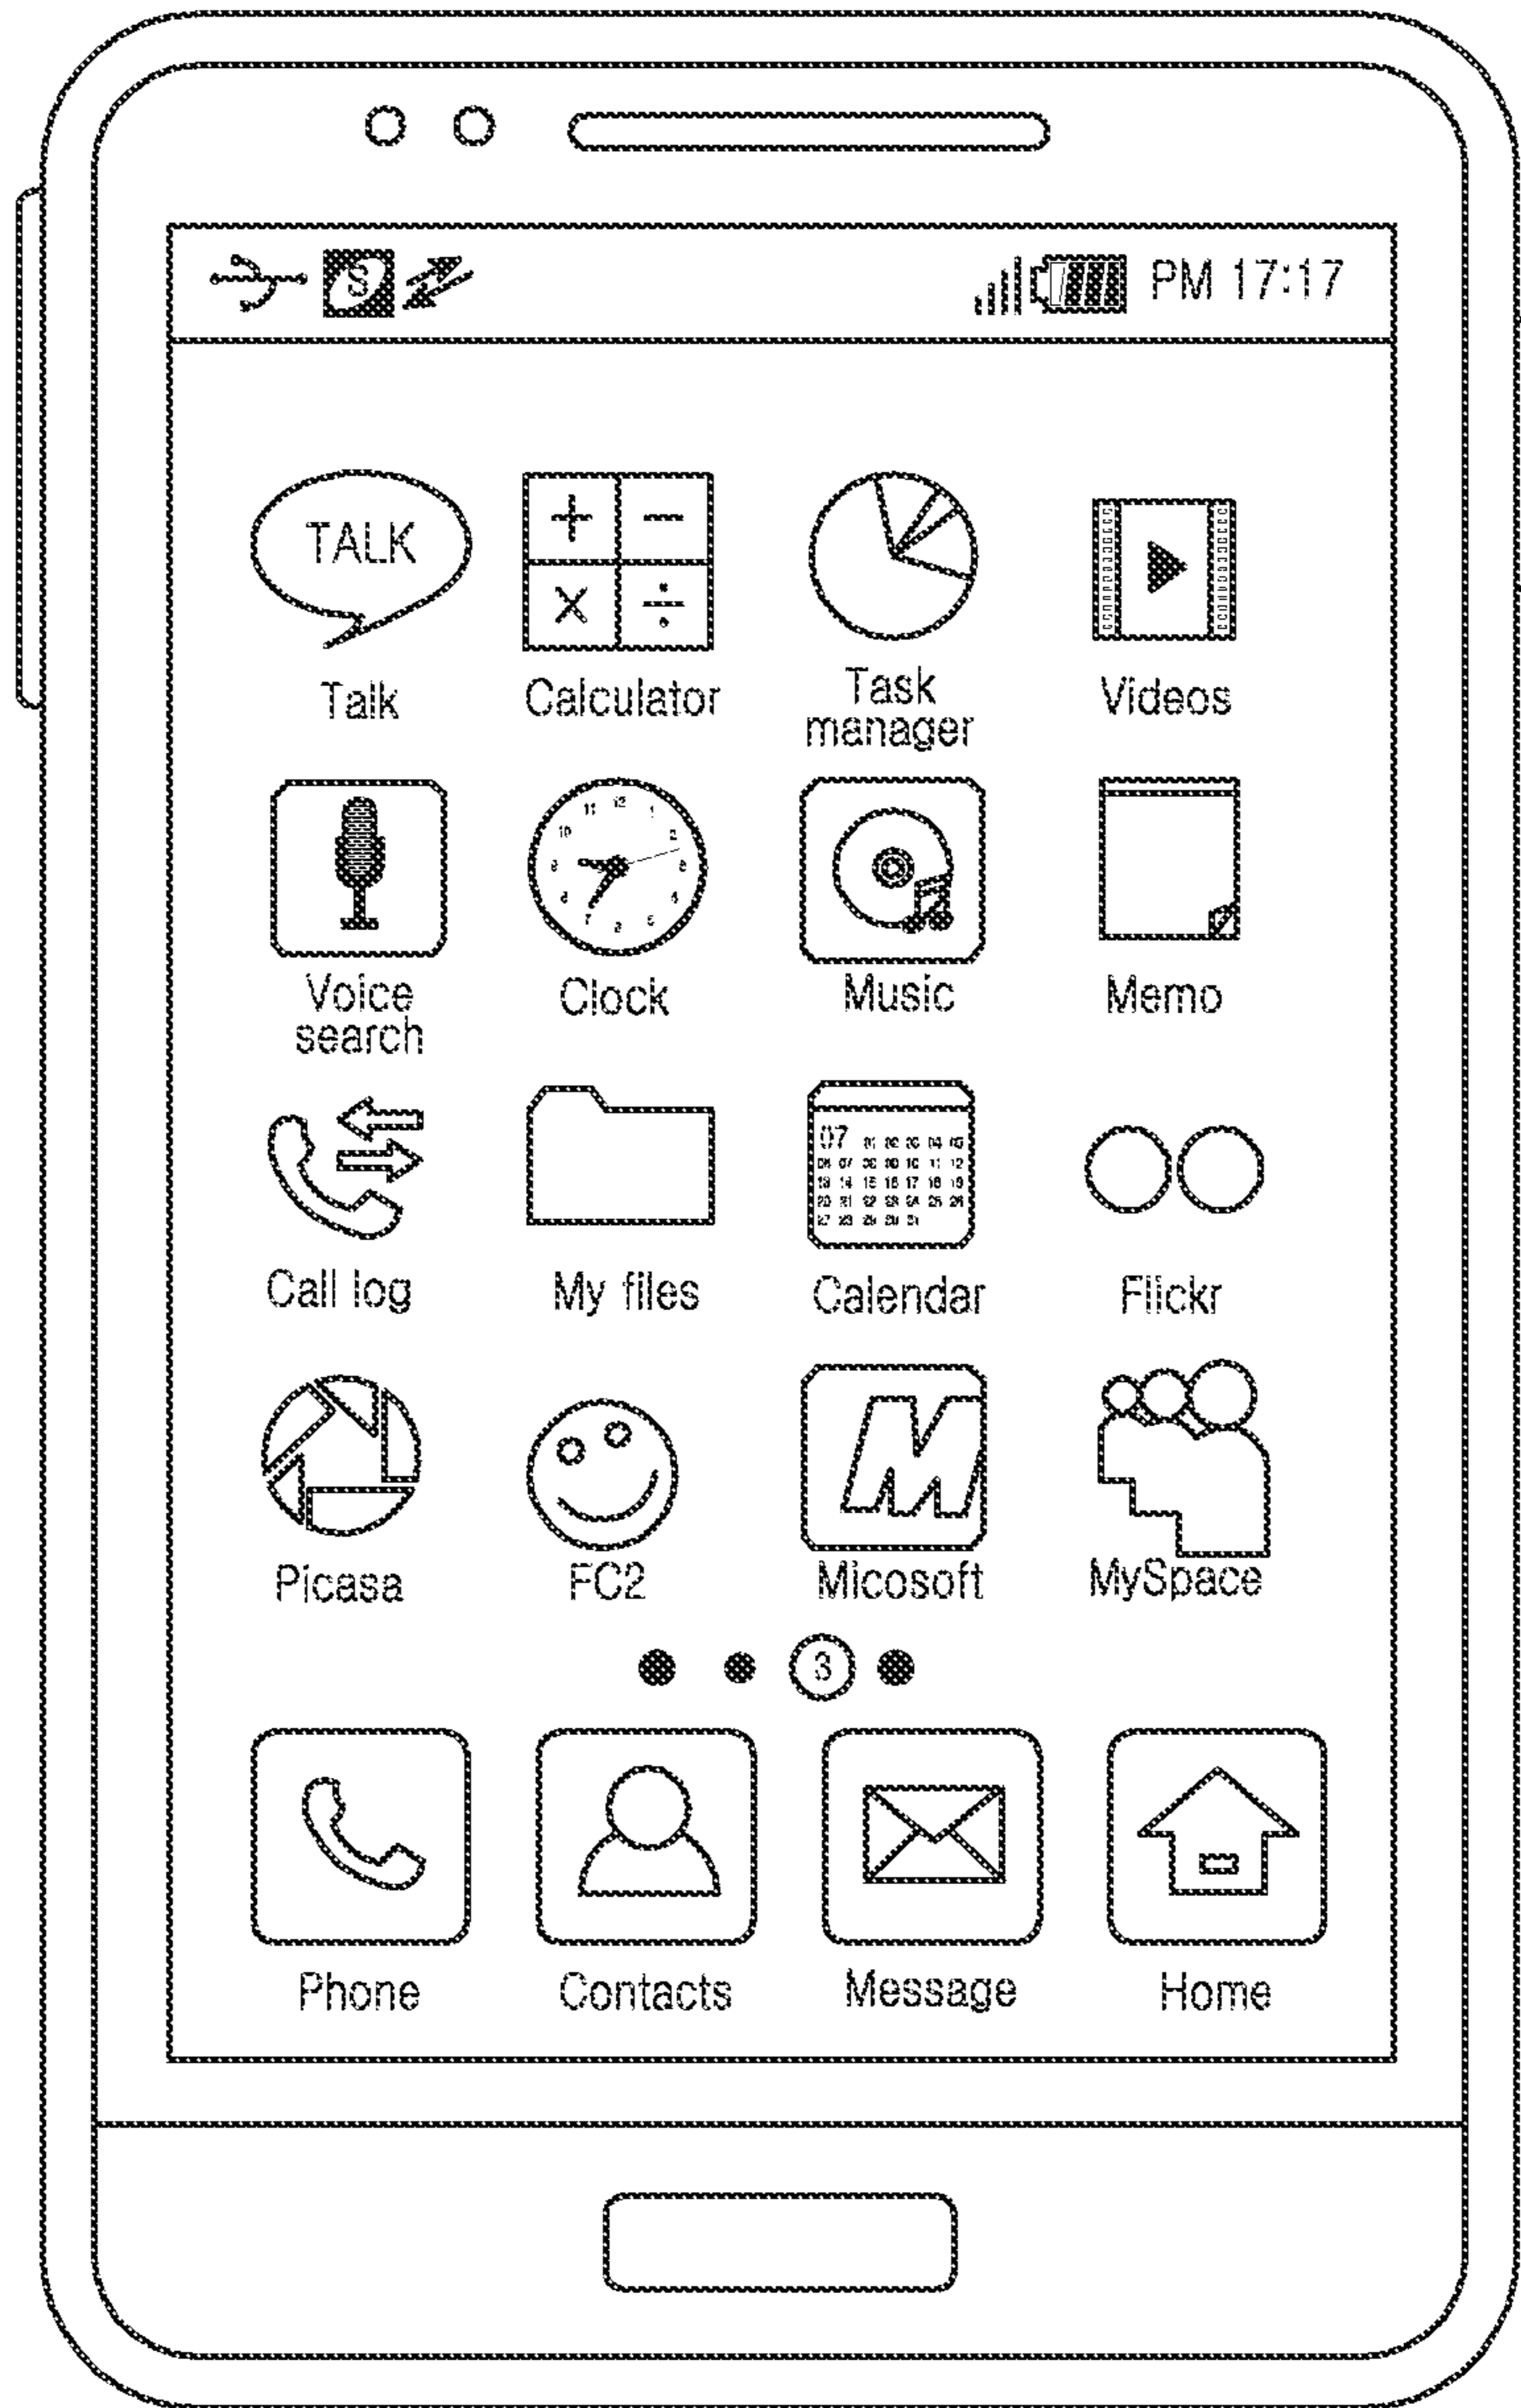 S PM 17:17
TALK
Talk Calculator Task manager Videos
Voice search Clock Music Memo
07
Call log My files Calendar Flickr
Picasa FC2 Micosoft MySpace
3
Phone Contacts Message Home